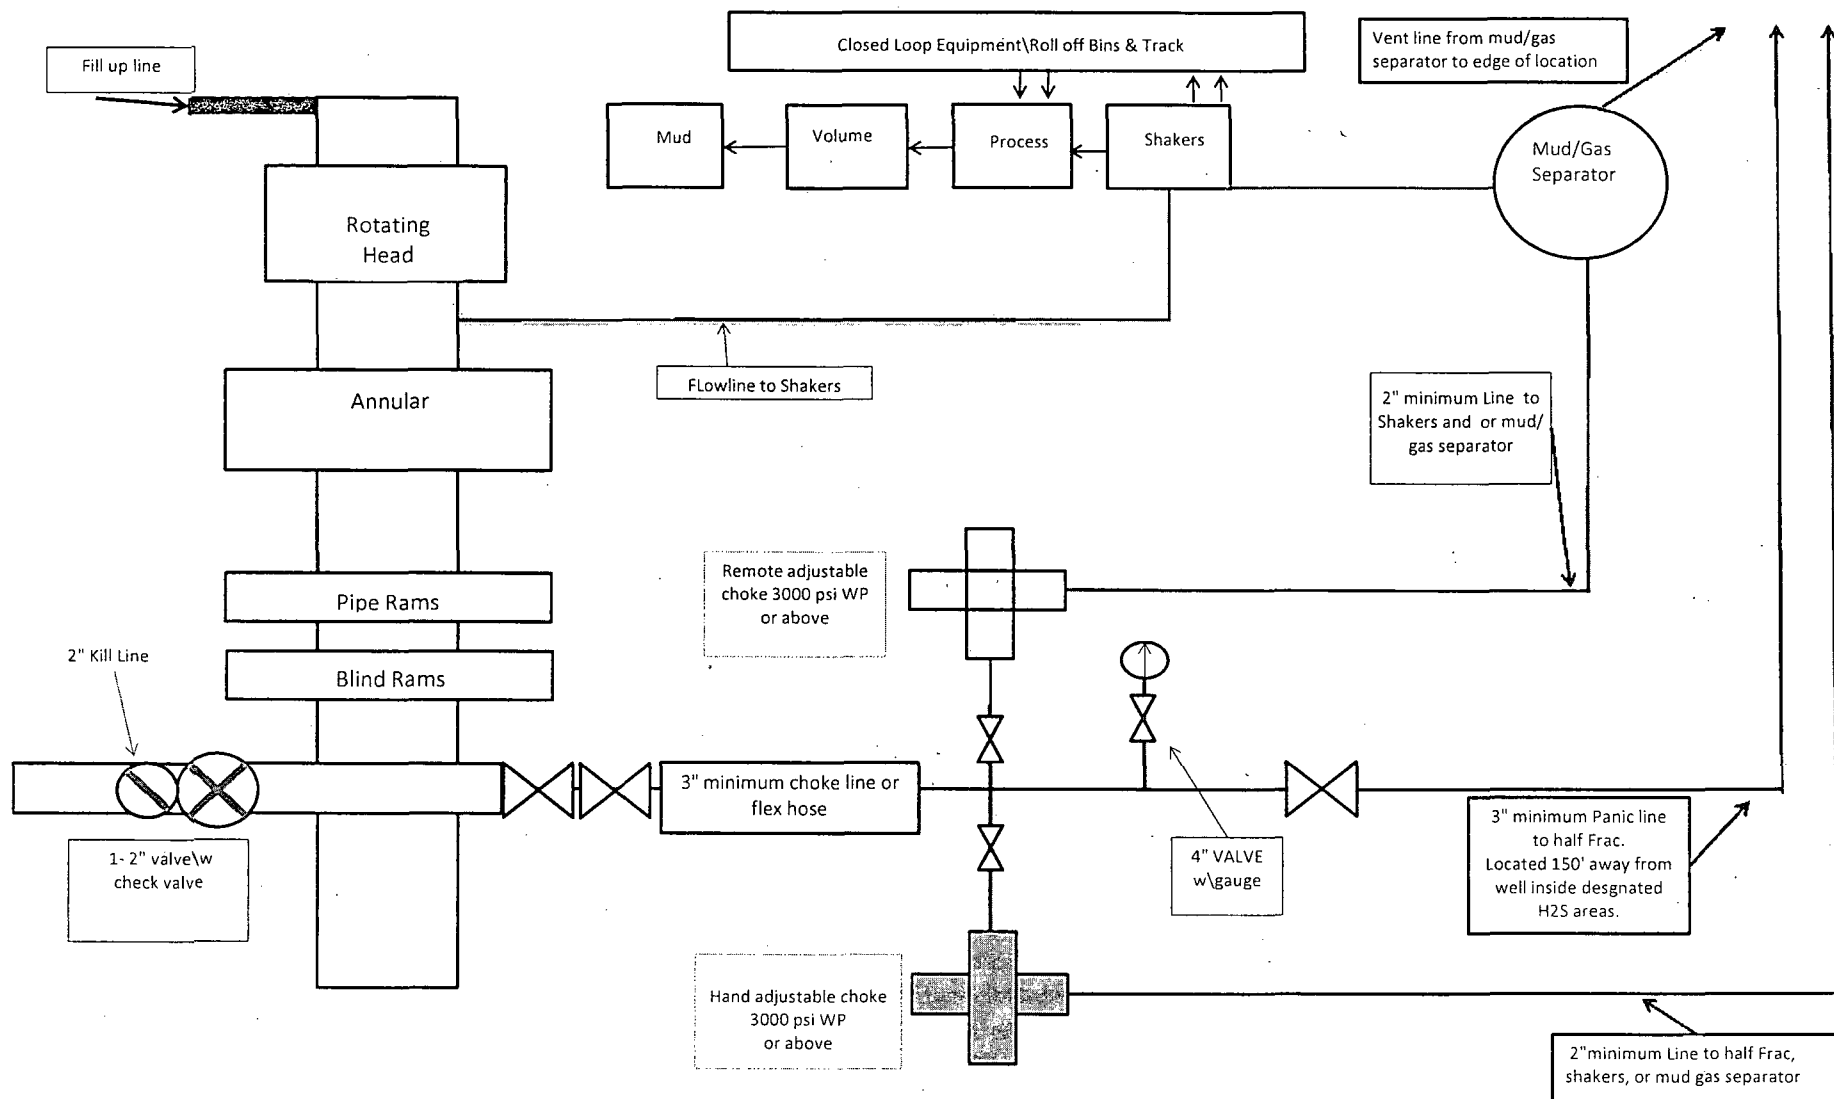 Closed Loop Equipment\Roll off Bins & Track
Vent line from mud/gas
separator to edge of location
Fill up line
Mud
Volume
Process
Shakers
Mud/Gas
Separator
Rotating
Head
FLowline to Shakers
Annular
2" minimum Line to
Shakers and or mud/
gas separator
Remote adjustable
choke 3000 psi WP
or above
Pipe Rams
2" Kill Line
Blind Rams
3" minimum choke line or
flex hose
1- 2" valve\w
check valve
4" VALVE
w\gauge
3" minimum Panic line
to half Frac.
Located 150' away from
well inside desgnated
H2S areas.
Hand adjustable choke
3000 psi WP
or above
2"minimum Line to half Frac,
shakers, or mud gas separator